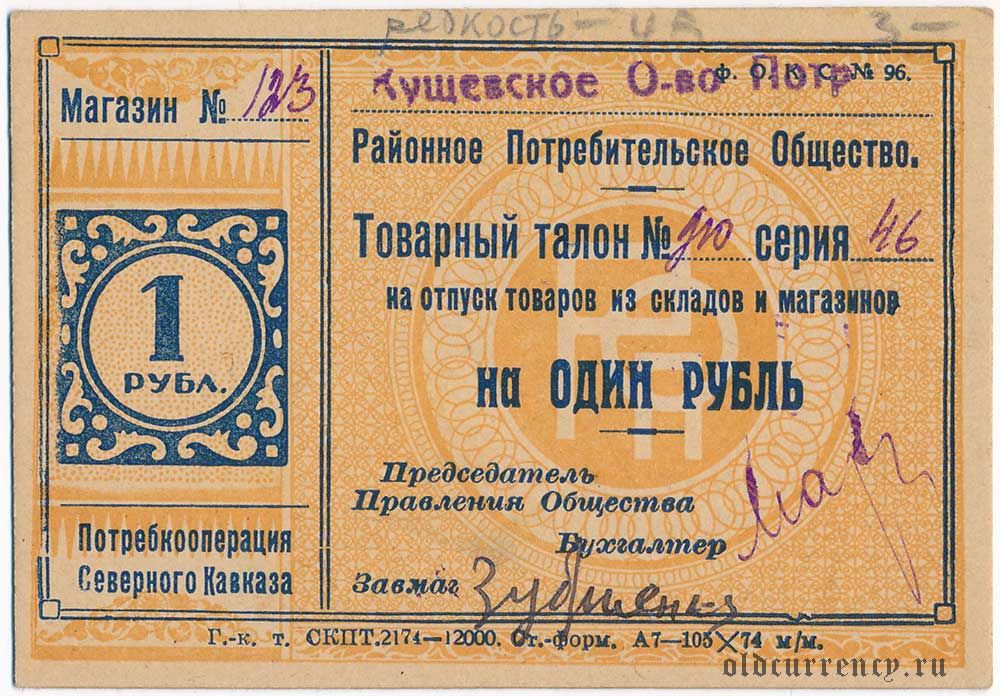 редкость –
3 –
Магазин № 123
Кущевское О-во Потр
Ф. О. К. С. № 96.
Районное Потребительское Общество.
Товарный талон № серия 46
на отпуск товаров из складов и магазинов
на ОДИН РУБЛЬ
1
РУБЛ.
Председатель
Правления Общества
Бухгалтер
Завмаг
Потребкооперация
Северного Кавказа
Г.-к. т. СКПТ.2174—12000. Ст.-форм. А7—105×74 м/м.
oldcurrency.ru